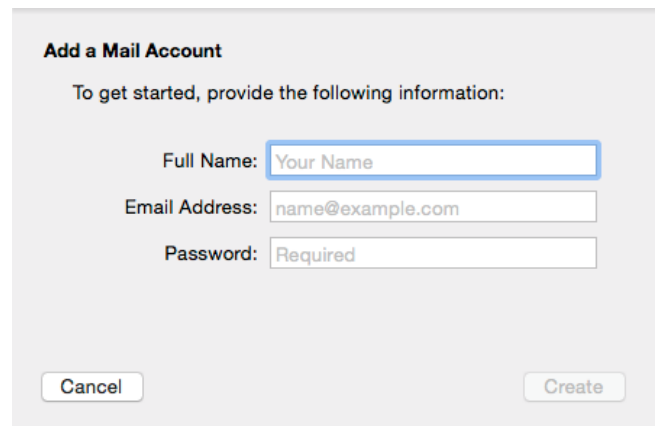 Add a Mail Account
To get started, provide the following information:
Full Name: Your Name
Email Address: name@example.com
Password: Required
Cancel Create